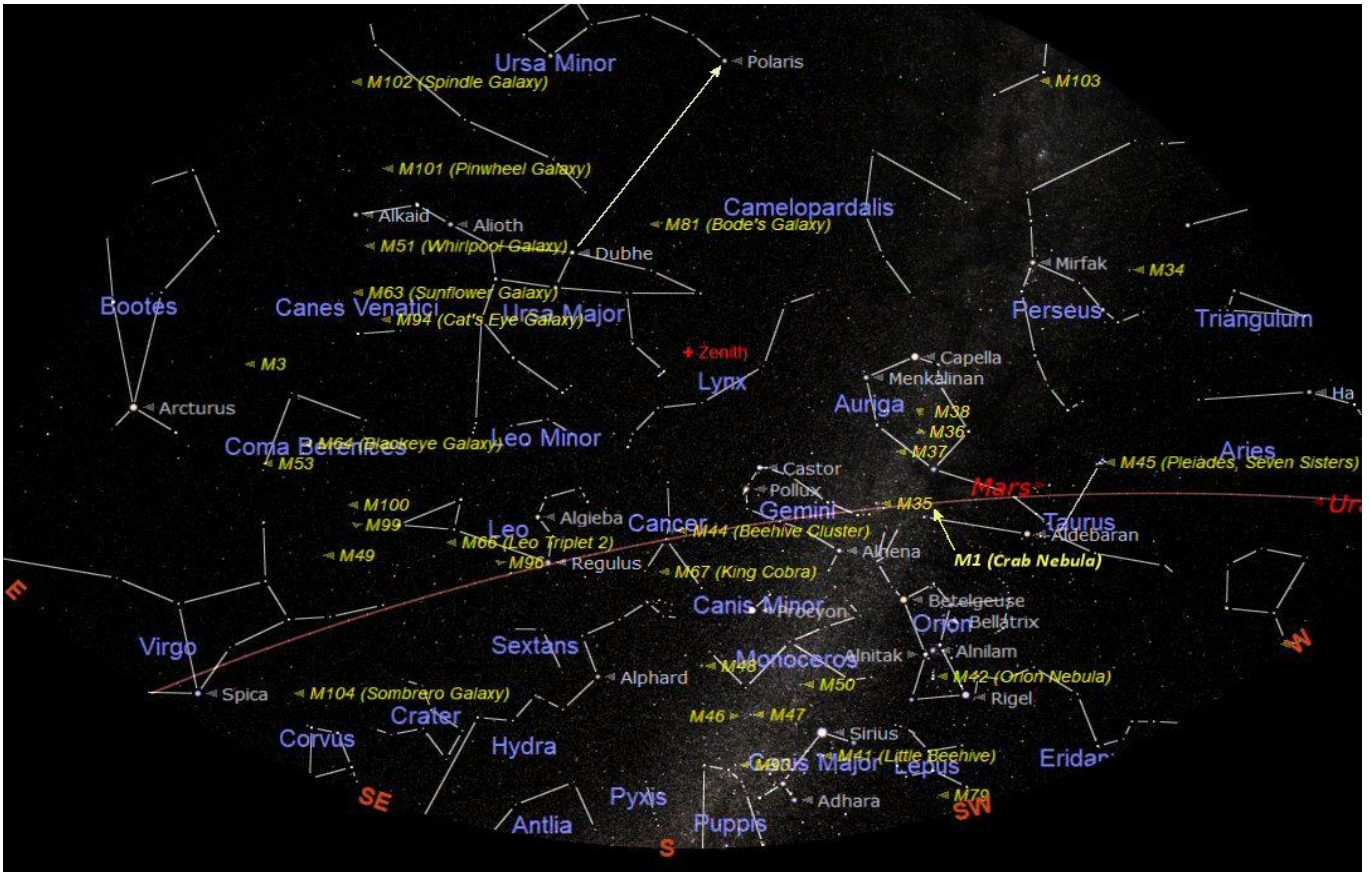 Ursa Minor
Polaris
M102 (Spindle Galaxy)
M103
M101 (Pinwheel Galaxy)
Camelopardalis
Alkaid
Alioth
M81 (Bode's Galaxy)
M51 (Whirlpool Galaxy)
Dubhe
Mirfak
M34
Bootes
Canes Venatici
M63 (Sunflower Galaxy)
Ursa Major
Perseus
Triangulum
M94 (Cat's Eye Galaxy)
Zenith
M3
Capella
Lynx
Menkalinan
Ha
Arcturus
Auriga
M38
M36
Coma Berenices
M64 (Blackeye Galaxy)
Leo Minor
M37
Aries
M53
Castor
M45 (Pleiades, Seven Sisters)
Pollux
Mars
M100
M35
Ura
Gemini
M99
Leo
Algieba
Cancer
M44 (Beehive Cluster)
Taurus
Aldebaran
M49
M66 (Leo Triplet 2)
M96
Regulus
Alhena
M1 (Crab Nebula)
M67 (King Cobra)
E
Canis Minor
Procyon
Betelgeuse
Orion
Bellatrix
Virgo
Sextans
W
M48
Monoceros
Alnitak
Alnilam
Alphard
M50
M42 (Orion Nebula)
Spica
M104 (Sombrero Galaxy)
Rigel
Crater
M46
M47
Corvus
Hydra
Sirius
M41 (Little Beehive)
Eridan
M93
Canis Major
Lepus
SE
Pyxis
Adhara
M79
SW
Antlia
Puppis
S